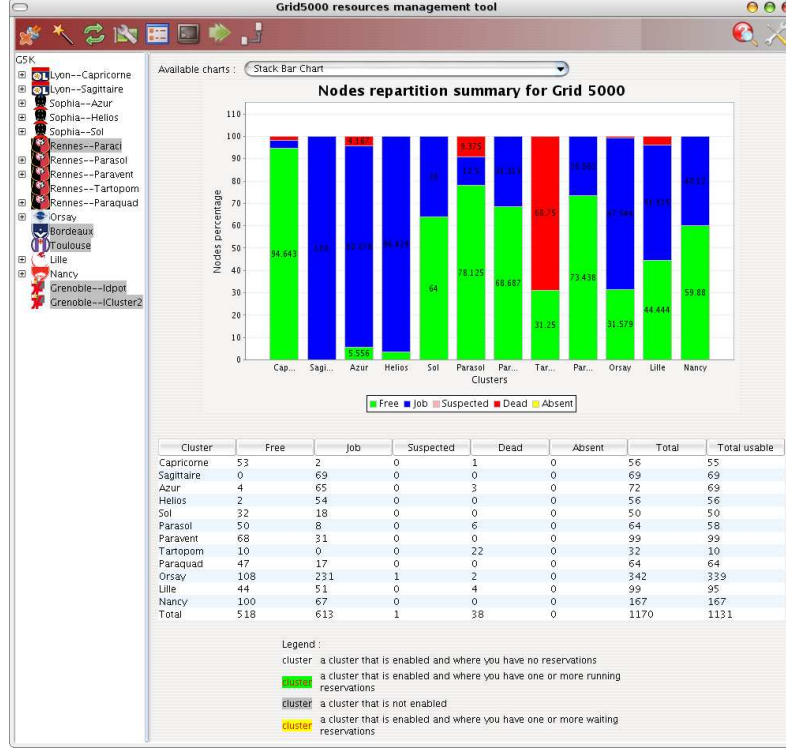 Grid5000 resources management tool
G5K
Lyon--Capricorne
Lyon--Sagittaire
Sophia--Azur
Sophia--Helios
Sophia--Sol
Rennes--Paraci
Rennes--Parasol
Rennes--Paravent
Rennes--Tartopom
Rennes--Paraquad
Orsay
Bordeaux
Toulouse
Lille
Nancy
Grenoble--Idpot
Grenoble--ICluster2
Available charts : Stack Bar Chart
Nodes repartition summary for Grid 5000
Nodes percentage
110
100
90
80
70
60
50
40
30
20
10
0
94.643
5.556
4.167
64
78.125
9.375
68.687
31.25
68.75
73.438
31.579
44.444
59.88
Cap... Sagi... Azur Helios Sol Parasol Par... Tar... Par... Orsay Lille Nancy
Clusters
Free Job Suspected Dead Absent
Cluster Free Job Suspected Dead Absent Total Total usable
Capricorne 53 2 0 1 0 56 55
Sagittaire 0 69 0 0 0 69 69
Azur 4 65 0 3 0 72 69
Helios 2 54 0 0 0 56 56
Sol 32 18 0 0 0 50 50
Parasol 50 8 0 6 0 64 58
Paravent 68 31 0 0 0 99 99
Tartopom 10 0 0 22 0 32 10
Paraquad 47 17 0 0 0 64 64
Orsay 108 231 1 2 0 342 339
Lille 44 51 0 4 0 99 95
Nancy 100 67 0 0 0 167 167
Total 518 613 1 38 0 1170 1131
Legend :
cluster a cluster that is enabled and where you have no reservations
cluster a cluster that is enabled and where you have one or more running
reservations
cluster a cluster that is not enabled
cluster a cluster that is enabled and where you have one or more waiting
reservations